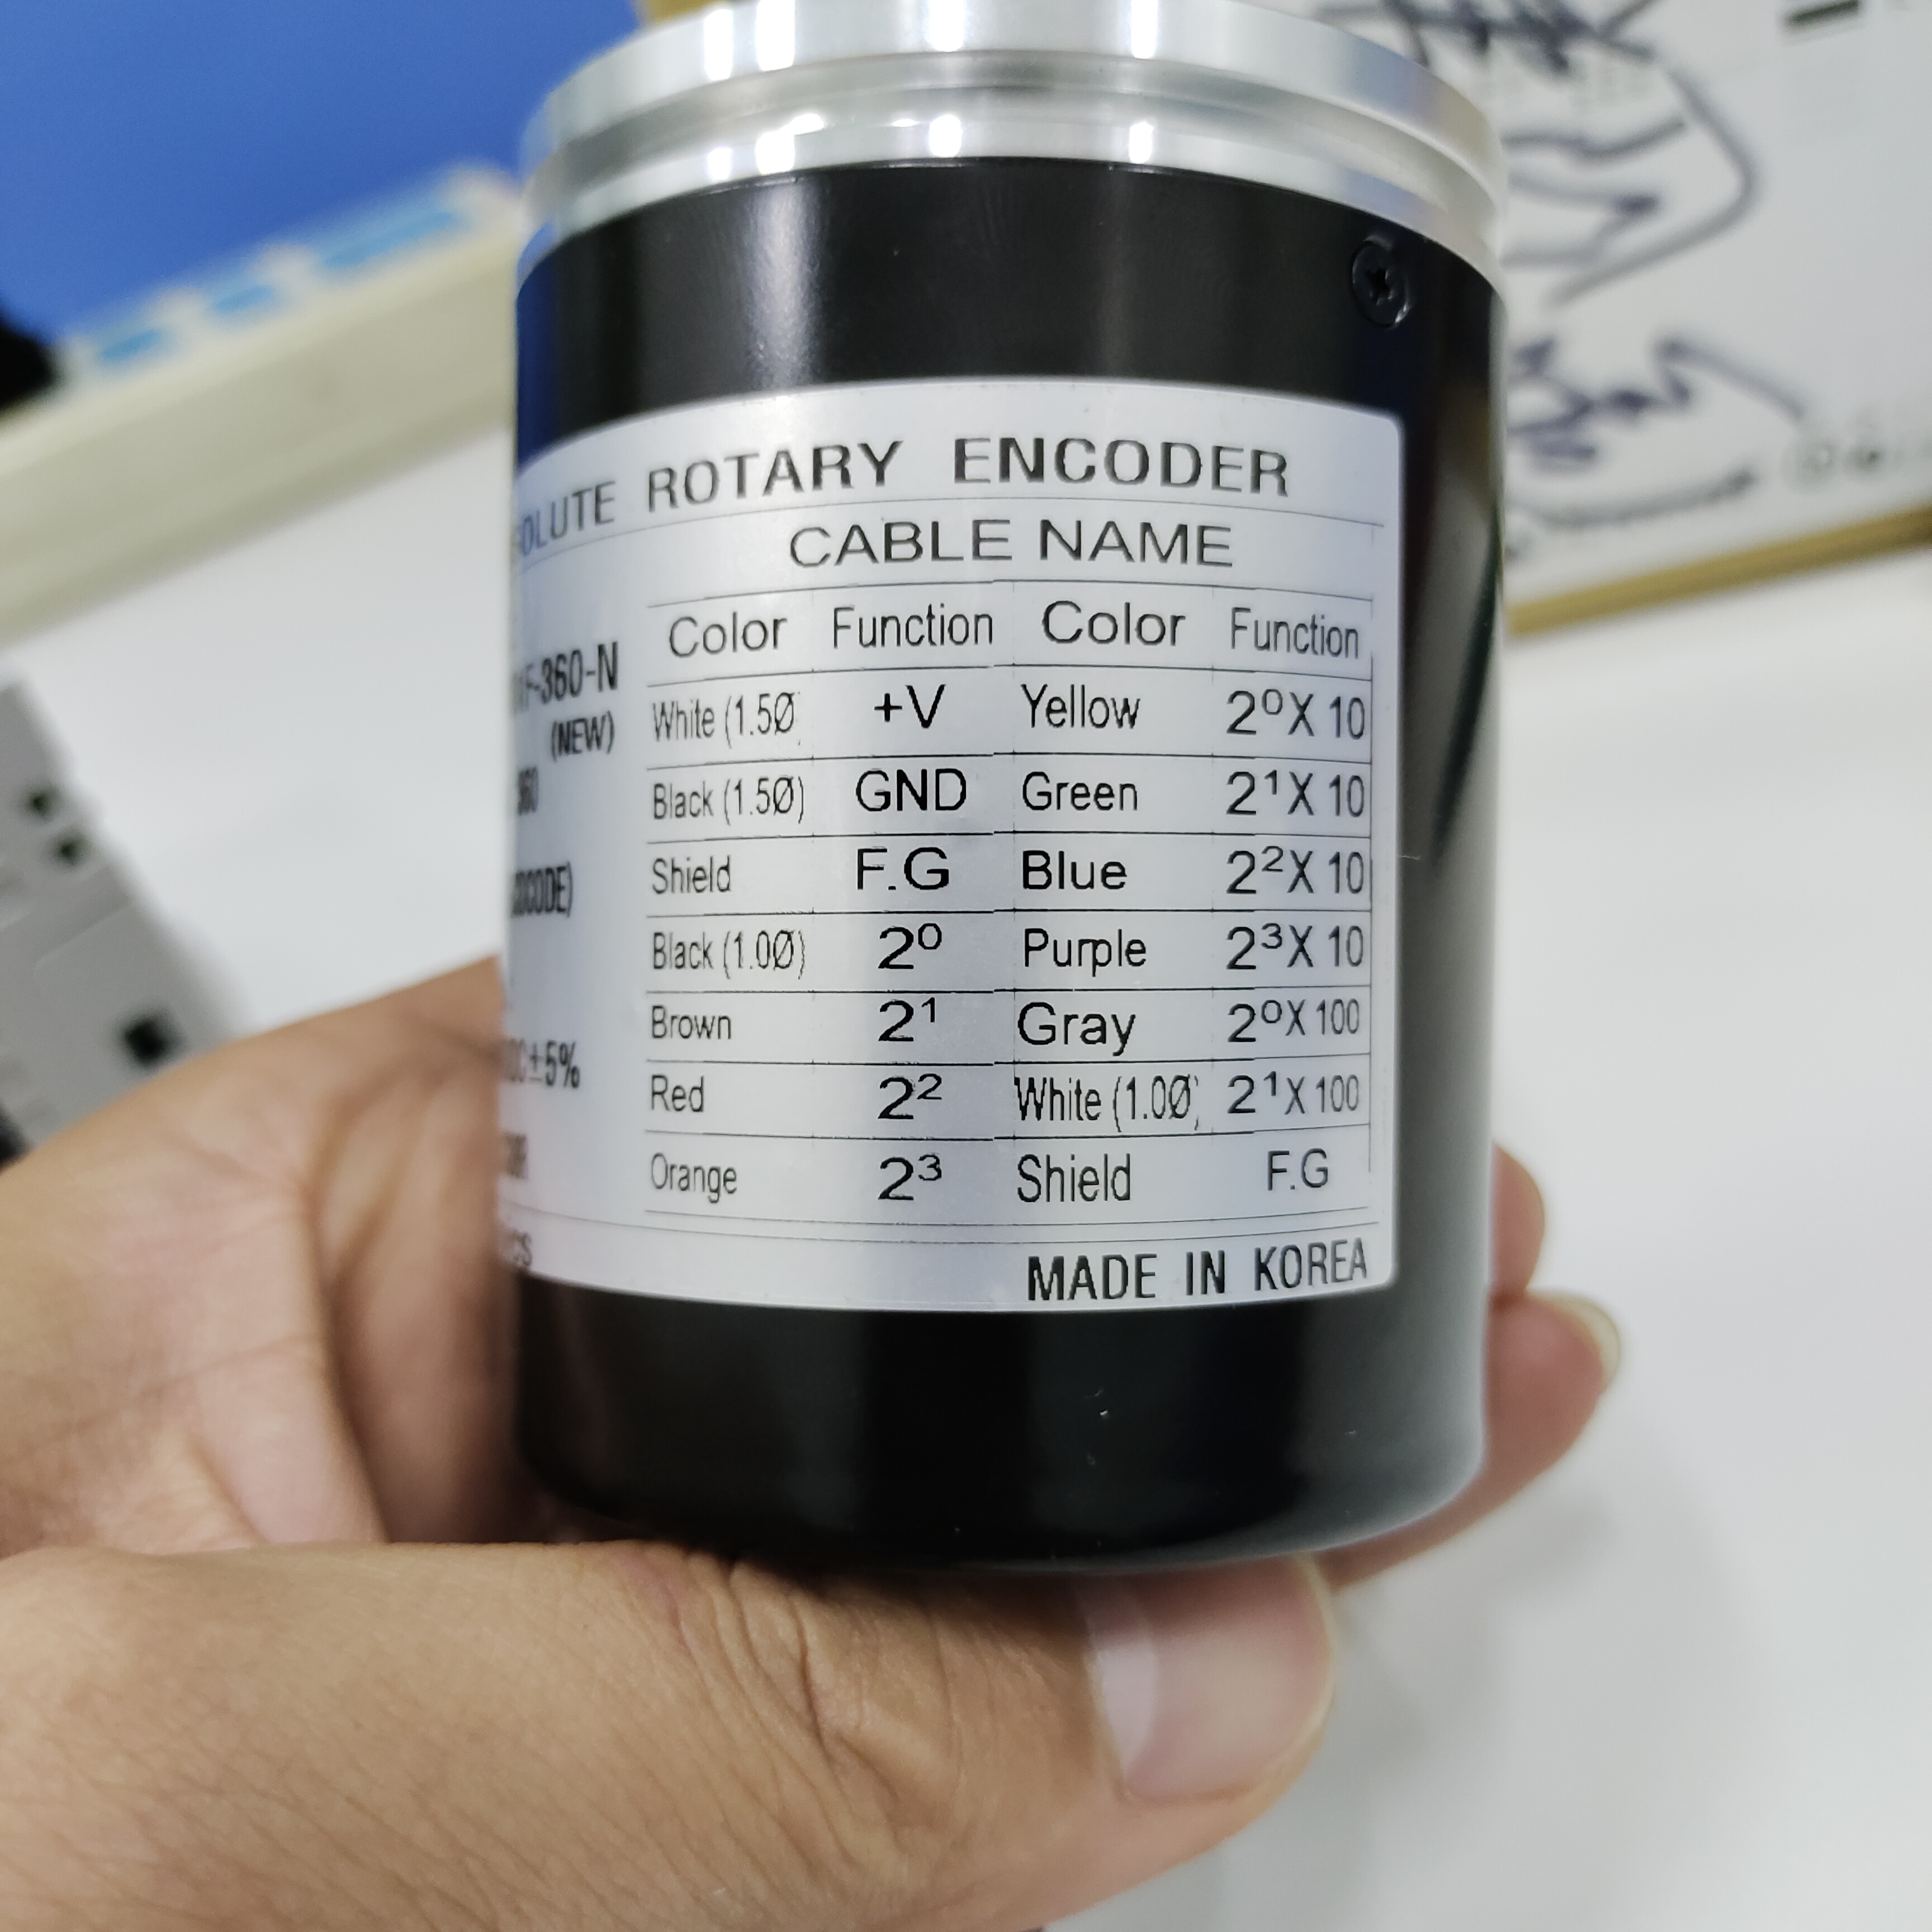 ROTARY ENCODER
CABLE NAME
Color Function Color Function
F-360-N
(NEW)
White (1.5Ø +V Yellow 2⁰X 10
Black (1.5Ø) GND Green 2¹X 10
Shield F.G Blue 2²X 10
Black (1.0Ø) 2⁰ Purple 2³X 10
Brown 2¹ Gray 2⁰X 100
±5%
Red 2² White (1.0Ø) 2¹X 100
Orange 2³ Shield F.G
MADE IN KOREA